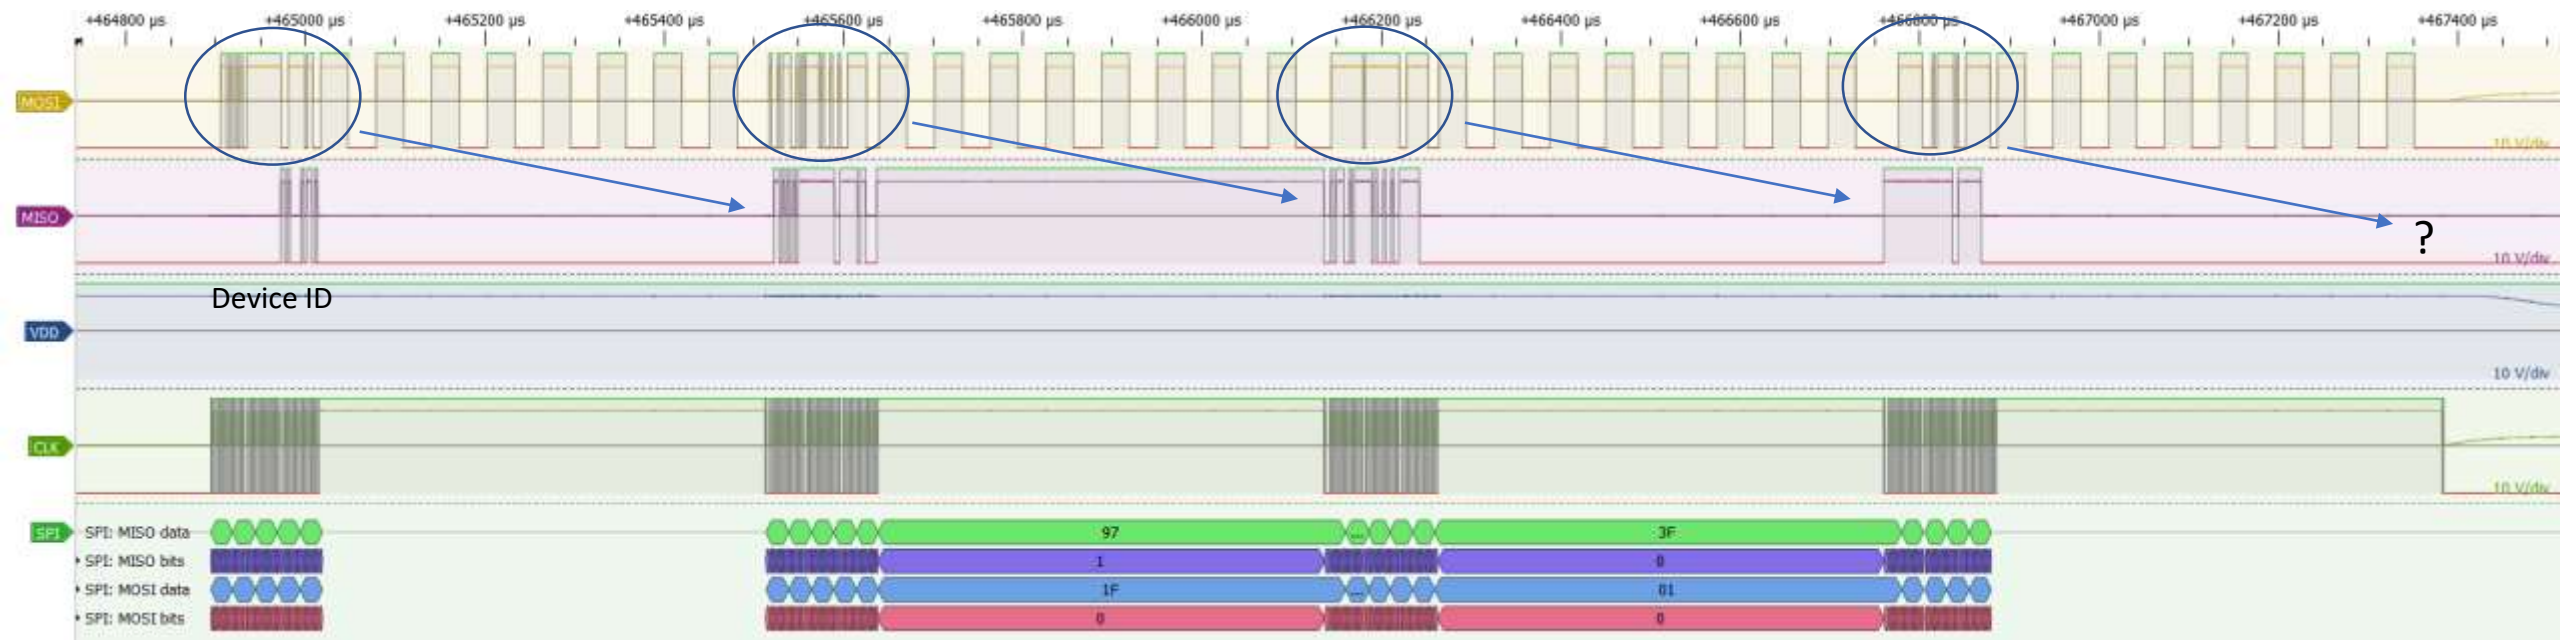 +464800 µs +465000 µs +465200 µs +465400 µs +465600 µs +465800 µs +466000 µs +466200 µs +466400 µs +466600 µs +466800 µs +467000 µs +467200 µs +467400 µs
MOSI
10 V/div
MISO
?
10 V/div
Device ID
VDD
10 V/div
CLK
10 V/div
SPI SPI: MISO data 97 ... 3F
SPI: MISO bits 1 0
SPI: MOSI data 1F ... 01
SPI: MOSI bits 0 0